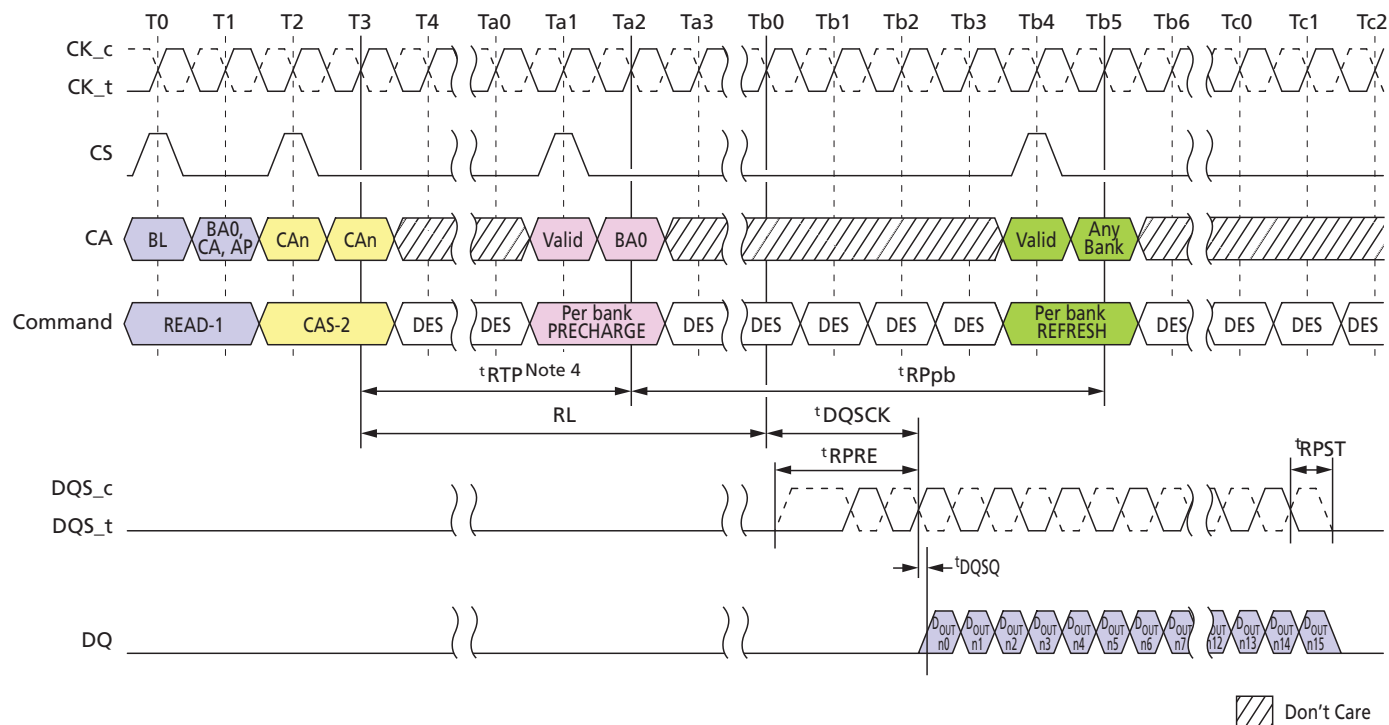 T0 T1 T2 T3 T4 Ta0 Ta1 Ta2 Ta3 Tb0 Tb1 Tb2 Tb3 Tb4 Tb5 Tb6 Tc0 Tc1 Tc2
CK_c
CK_t
CS
CA BL BA0, CA, AP CAn CAn Valid BA0 Valid Any Bank
Command READ-1 CAS-2 DES DES Per bank PRECHARGE DES DES DES DES DES Per bank REFRESH DES DES DES DES
tRTP Note 4 tRPpb
RL tDQSCK
tRPRE tRPST
DQS_c
DQS_t
tDQSQ
DQ DOUT n0 DOUT n1 DOUT n2 DOUT n3 DOUT n4 DOUT n5 DOUT n6 DOUT n7 DOUT n12 DOUT n13 DOUT n14 DOUT n15
Don't Care